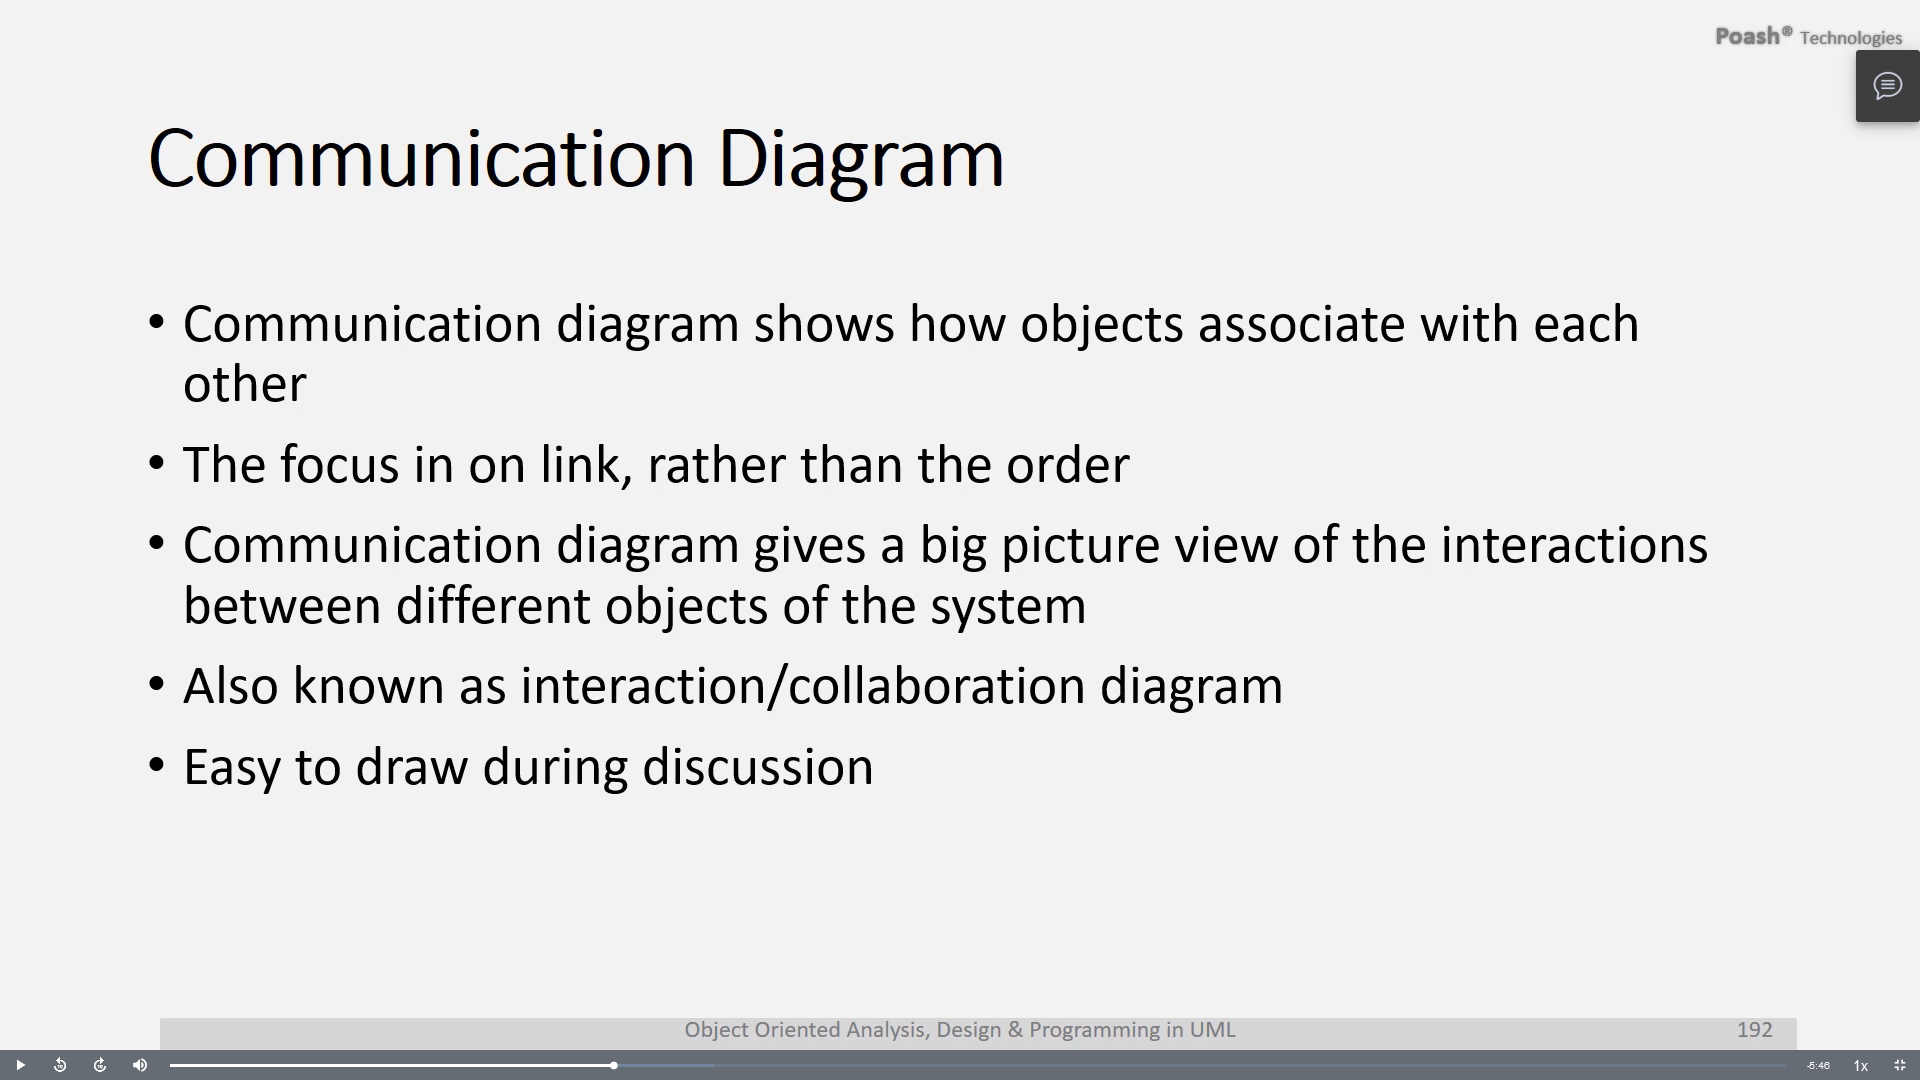 Poash® Technologies
Communication Diagram
• Communication diagram shows how objects associate with each
other
• The focus in on link, rather than the order
• Communication diagram gives a big picture view of the interactions
between different objects of the system
• Also known as interaction/collaboration diagram
• Easy to draw during discussion
Object Oriented Analysis, Design & Programming in UML
192
-5:46
1x